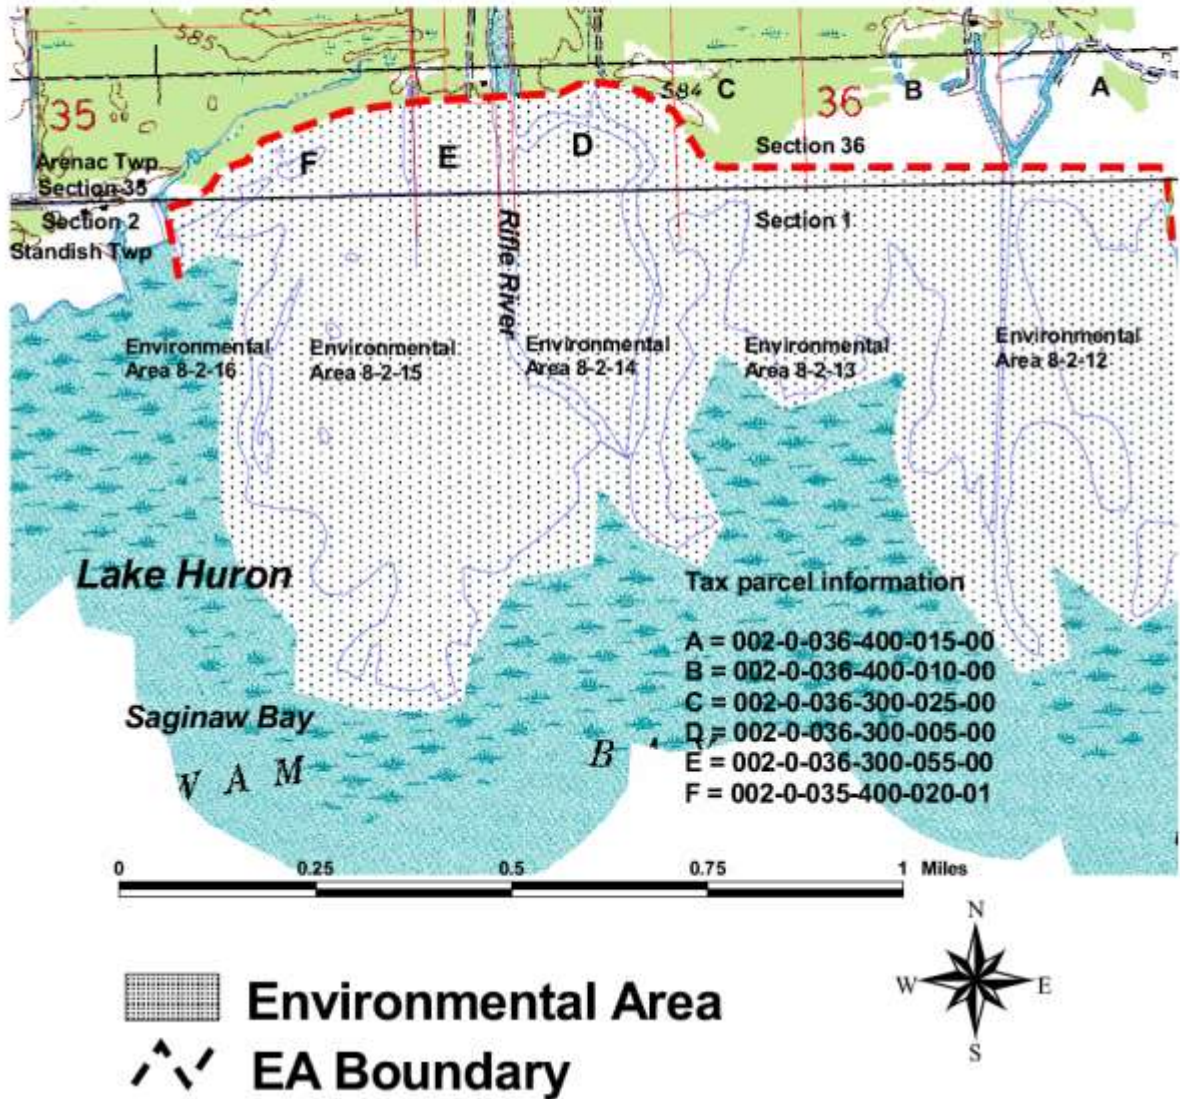 585
35
C
584
36
B
A
D
Section 36
E
F
Arenac Twp
Section 35
Section 2
Section 1
Standish Twp
Rifle River
Environmental
Area 8-2-16
Environmental
Area 8-2-15
Environmental
Area 8-2-14
Environmental
Area 8-2-13
Environmental
Area 8-2-12
Lake Huron
Tax parcel information
A = 002-0-036-400-015-00
B = 002-0-036-400-010-00
C = 002-0-036-300-025-00
D = 002-0-036-300-005-00
E = 002-0-036-300-055-00
F = 002-0-035-400-020-01
Saginaw Bay
W A M
B
0 0.25 0.5 0.75 1 Miles
N
W E
S
Environmental Area
EA Boundary